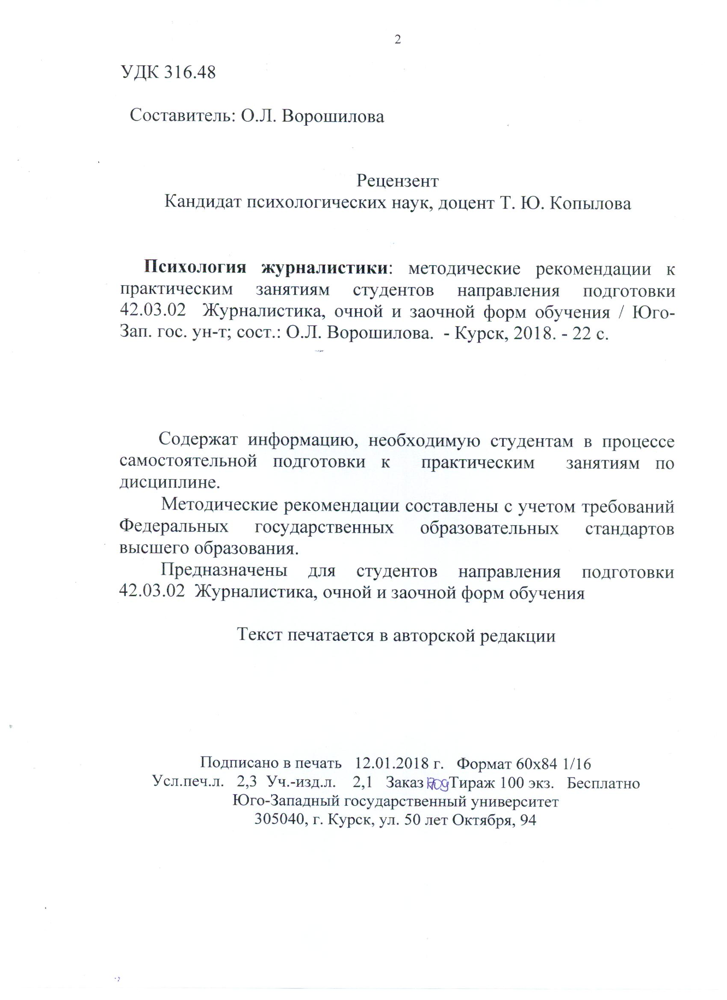 2
УДК 316.48
Составитель: О.Л. Ворошилова
Рецензент
Кандидат психологических наук, доцент Т. Ю. Копылова
Психология журналистики: методические рекомендации к
практическим занятиям студентов направления подготовки
42.03.02 Журналистика, очной и заочной форм обучения / Юго-
Зап. гос. ун-т; сост.: О.Л. Ворошилова. - Курск, 2018. - 22 с.
Содержат информацию, необходимую студентам в процессе
самостоятельной подготовки к практическим занятиям по
дисциплине.
Методические рекомендации составлены с учетом требований
Федеральных государственных образовательных стандартов
высшего образования.
Предназначены для студентов направления подготовки
42.03.02 Журналистика, очной и заочной форм обучения
Текст печатается в авторской редакции
Подписано в печать 12.01.2018 г. Формат 60х84 1/16
Усл.печ.л. 2,3 Уч.-изд.л. 2,1 Заказ Тираж 100 экз. Бесплатно
Юго-Западный государственный университет
305040, г. Курск, ул. 50 лет Октября, 94